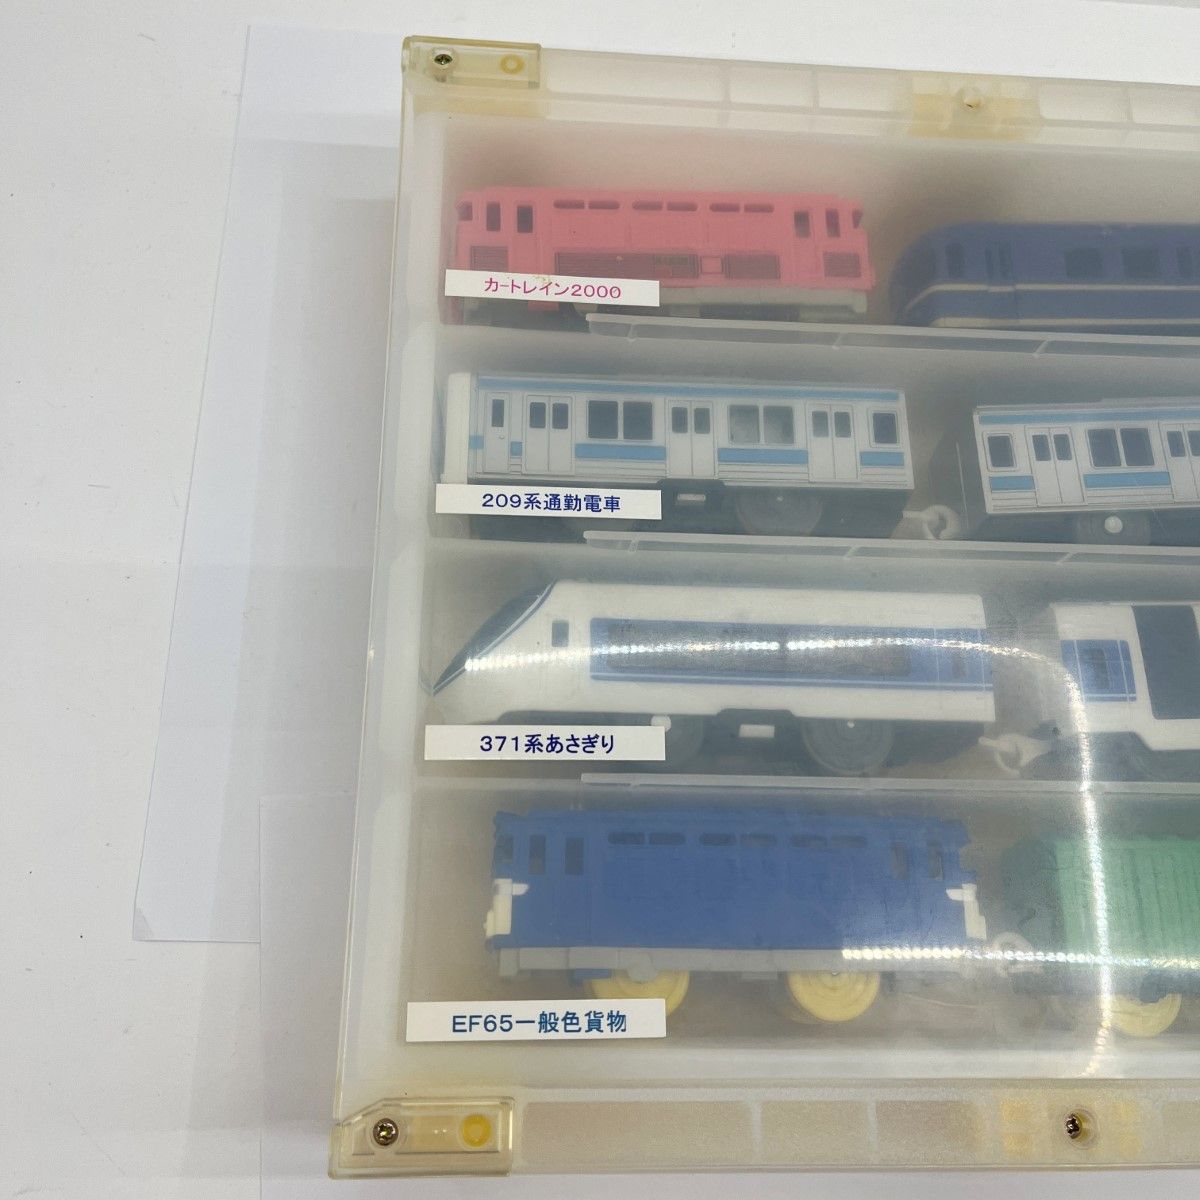 カートレイン2000
209系通勤電車
371系あさぎり
EF65一般色貨物